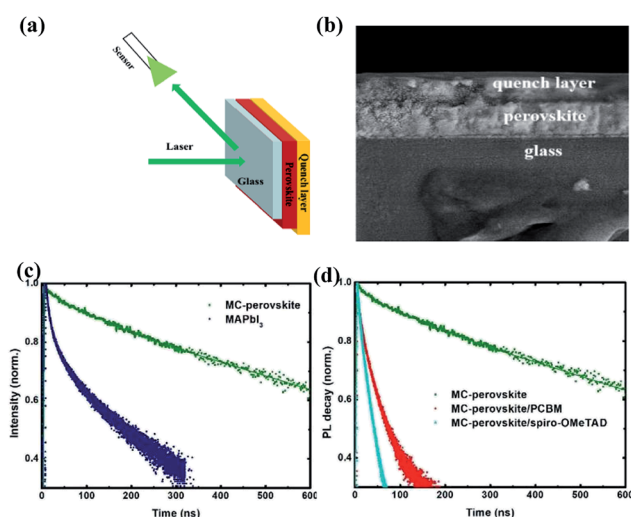 (a)
Sensor
Laser
Glass
Perovskite
Quench layer
(b)
quench layer
perovskite
glass
(c)
1.0
0.8
0.6
0.4
Intensity (norm.)
MC-perovskite
MAPbI3
0 100 200 300 400 500 600
Time (ns)
(d)
1.0
0.8
0.6
0.4
PL decay (norm.)
MC-perovskite
MC-perovskite/PCBM
MC-perovskite/spiro-OMeTAD
0 100 200 300 400 500 600
Time (ns)